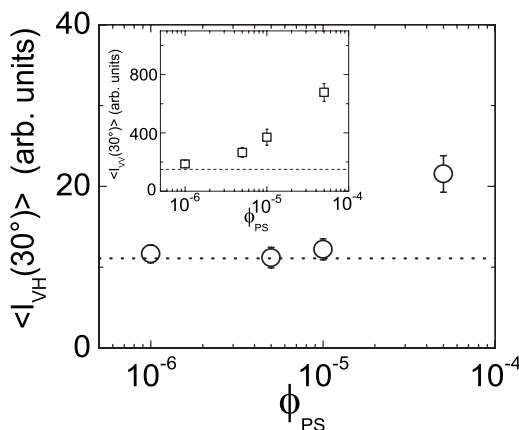 40
20
0
<I_VH(30°)> (arb. units)
800
400
0
<I_VV(30°)> (arb. units)
10⁻⁶ 10⁻⁵ 10⁻⁴
ϕ_PS
10⁻⁶ 10⁻⁵ 10⁻⁴
ϕ_PS